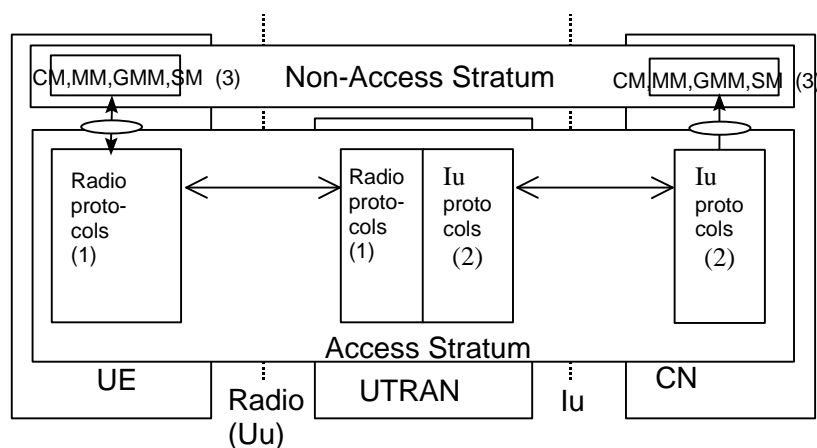 Non-Access Stratum
CM,MM,GMM,SM (3)
CM,MM,GMM,SM (3)
Radio
proto-
cols
(1)
Radio
proto-
cols
(1)
Iu
proto
cols
(2)
Iu
proto
cols
(2)
Access Stratum
UE
Radio
(Uu)
UTRAN
Iu
CN